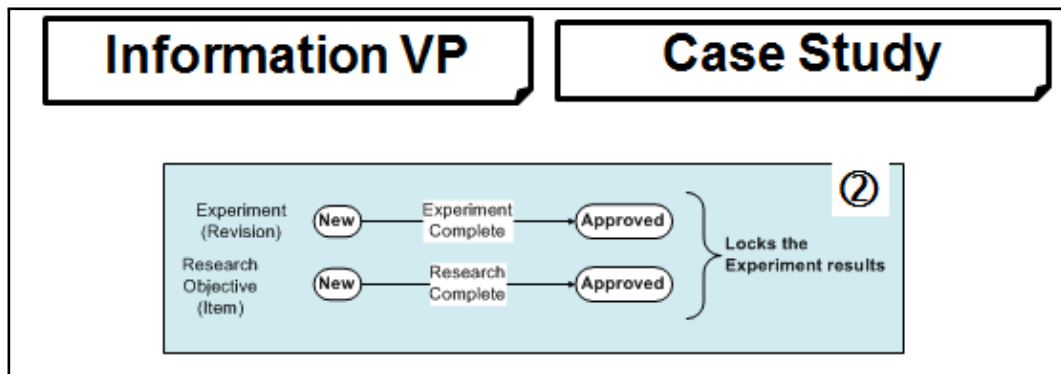 Information VP
Case Study
②
Experiment
(Revision)
New
Experiment
Complete
Approved
Research
Objective
(Item)
New
Research
Complete
Approved
Locks the
Experiment results